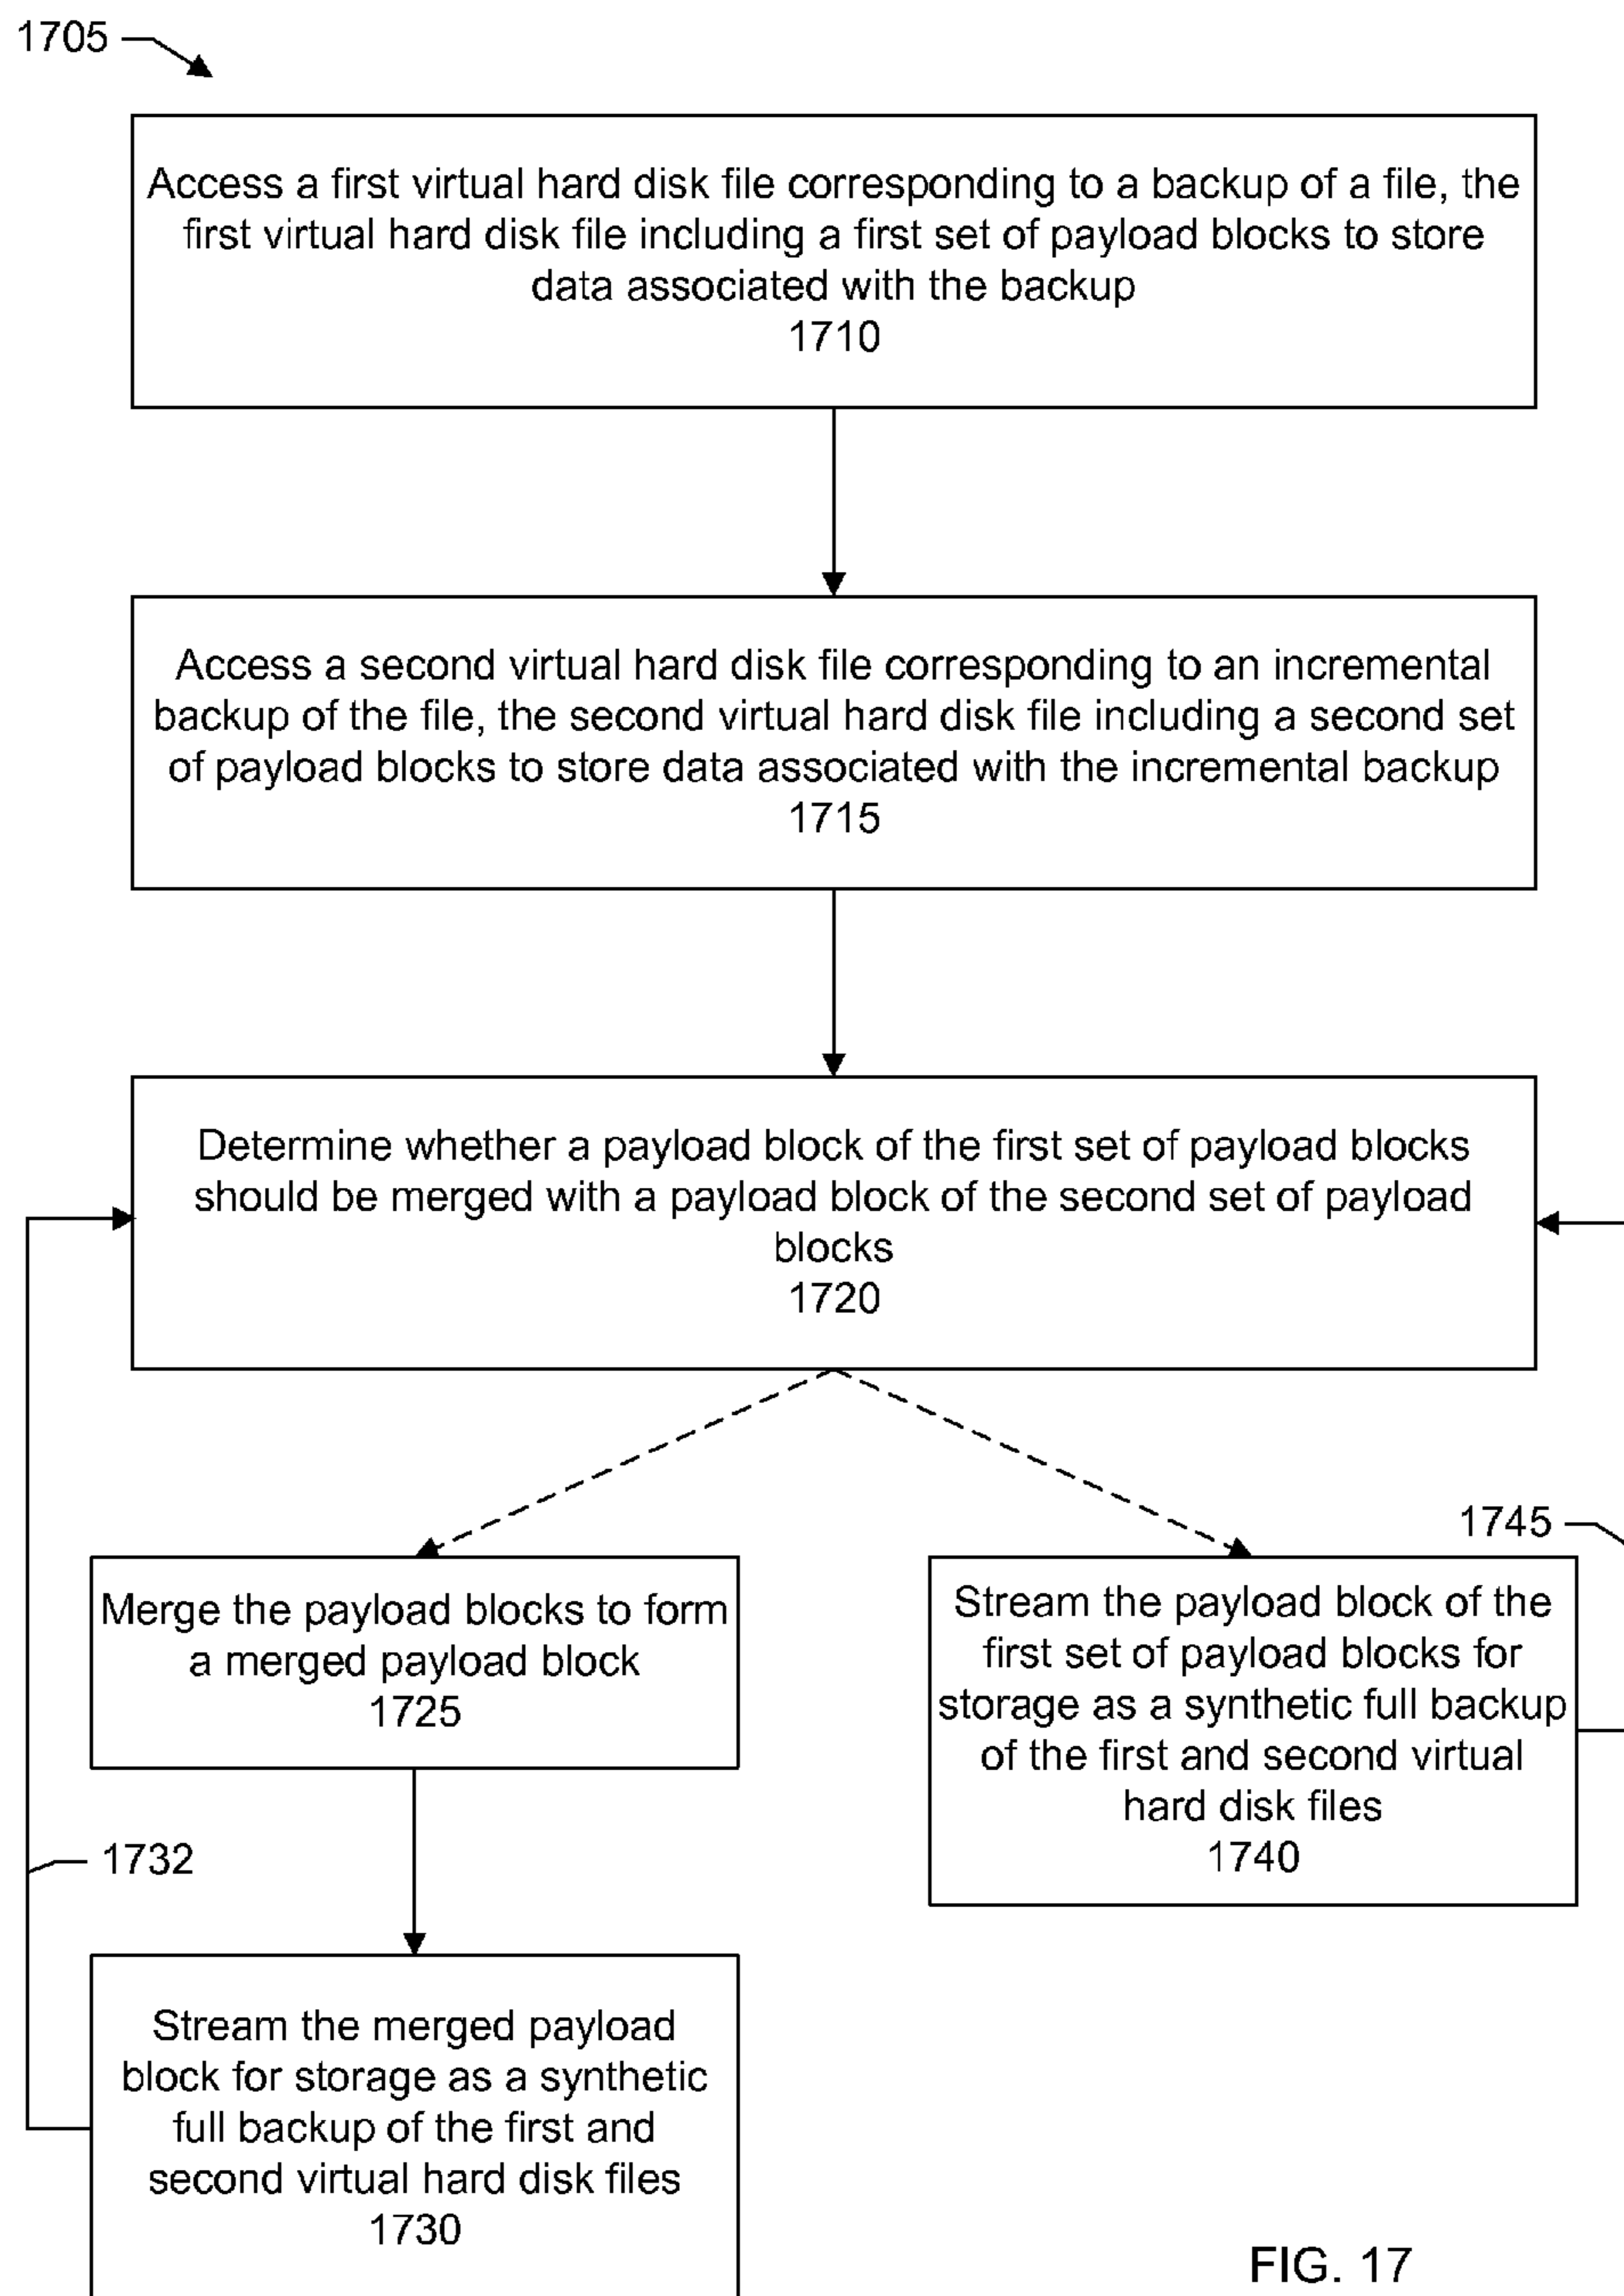 1705
Access a first virtual hard disk file corresponding to a backup of a file, the
first virtual hard disk file including a first set of payload blocks to store
data associated with the backup
1710
Access a second virtual hard disk file corresponding to an incremental
backup of the file, the second virtual hard disk file including a second set
of payload blocks to store data associated with the incremental backup
1715
Determine whether a payload block of the first set of payload blocks
should be merged with a payload block of the second set of payload
blocks
1720
Merge the payload blocks to form
a merged payload block
1725
1732
Stream the merged payload
block for storage as a synthetic
full backup of the first and
second virtual hard disk files
1730
1745
Stream the payload block of the
first set of payload blocks for
storage as a synthetic full backup
of the first and second virtual
hard disk files
1740
FIG. 17